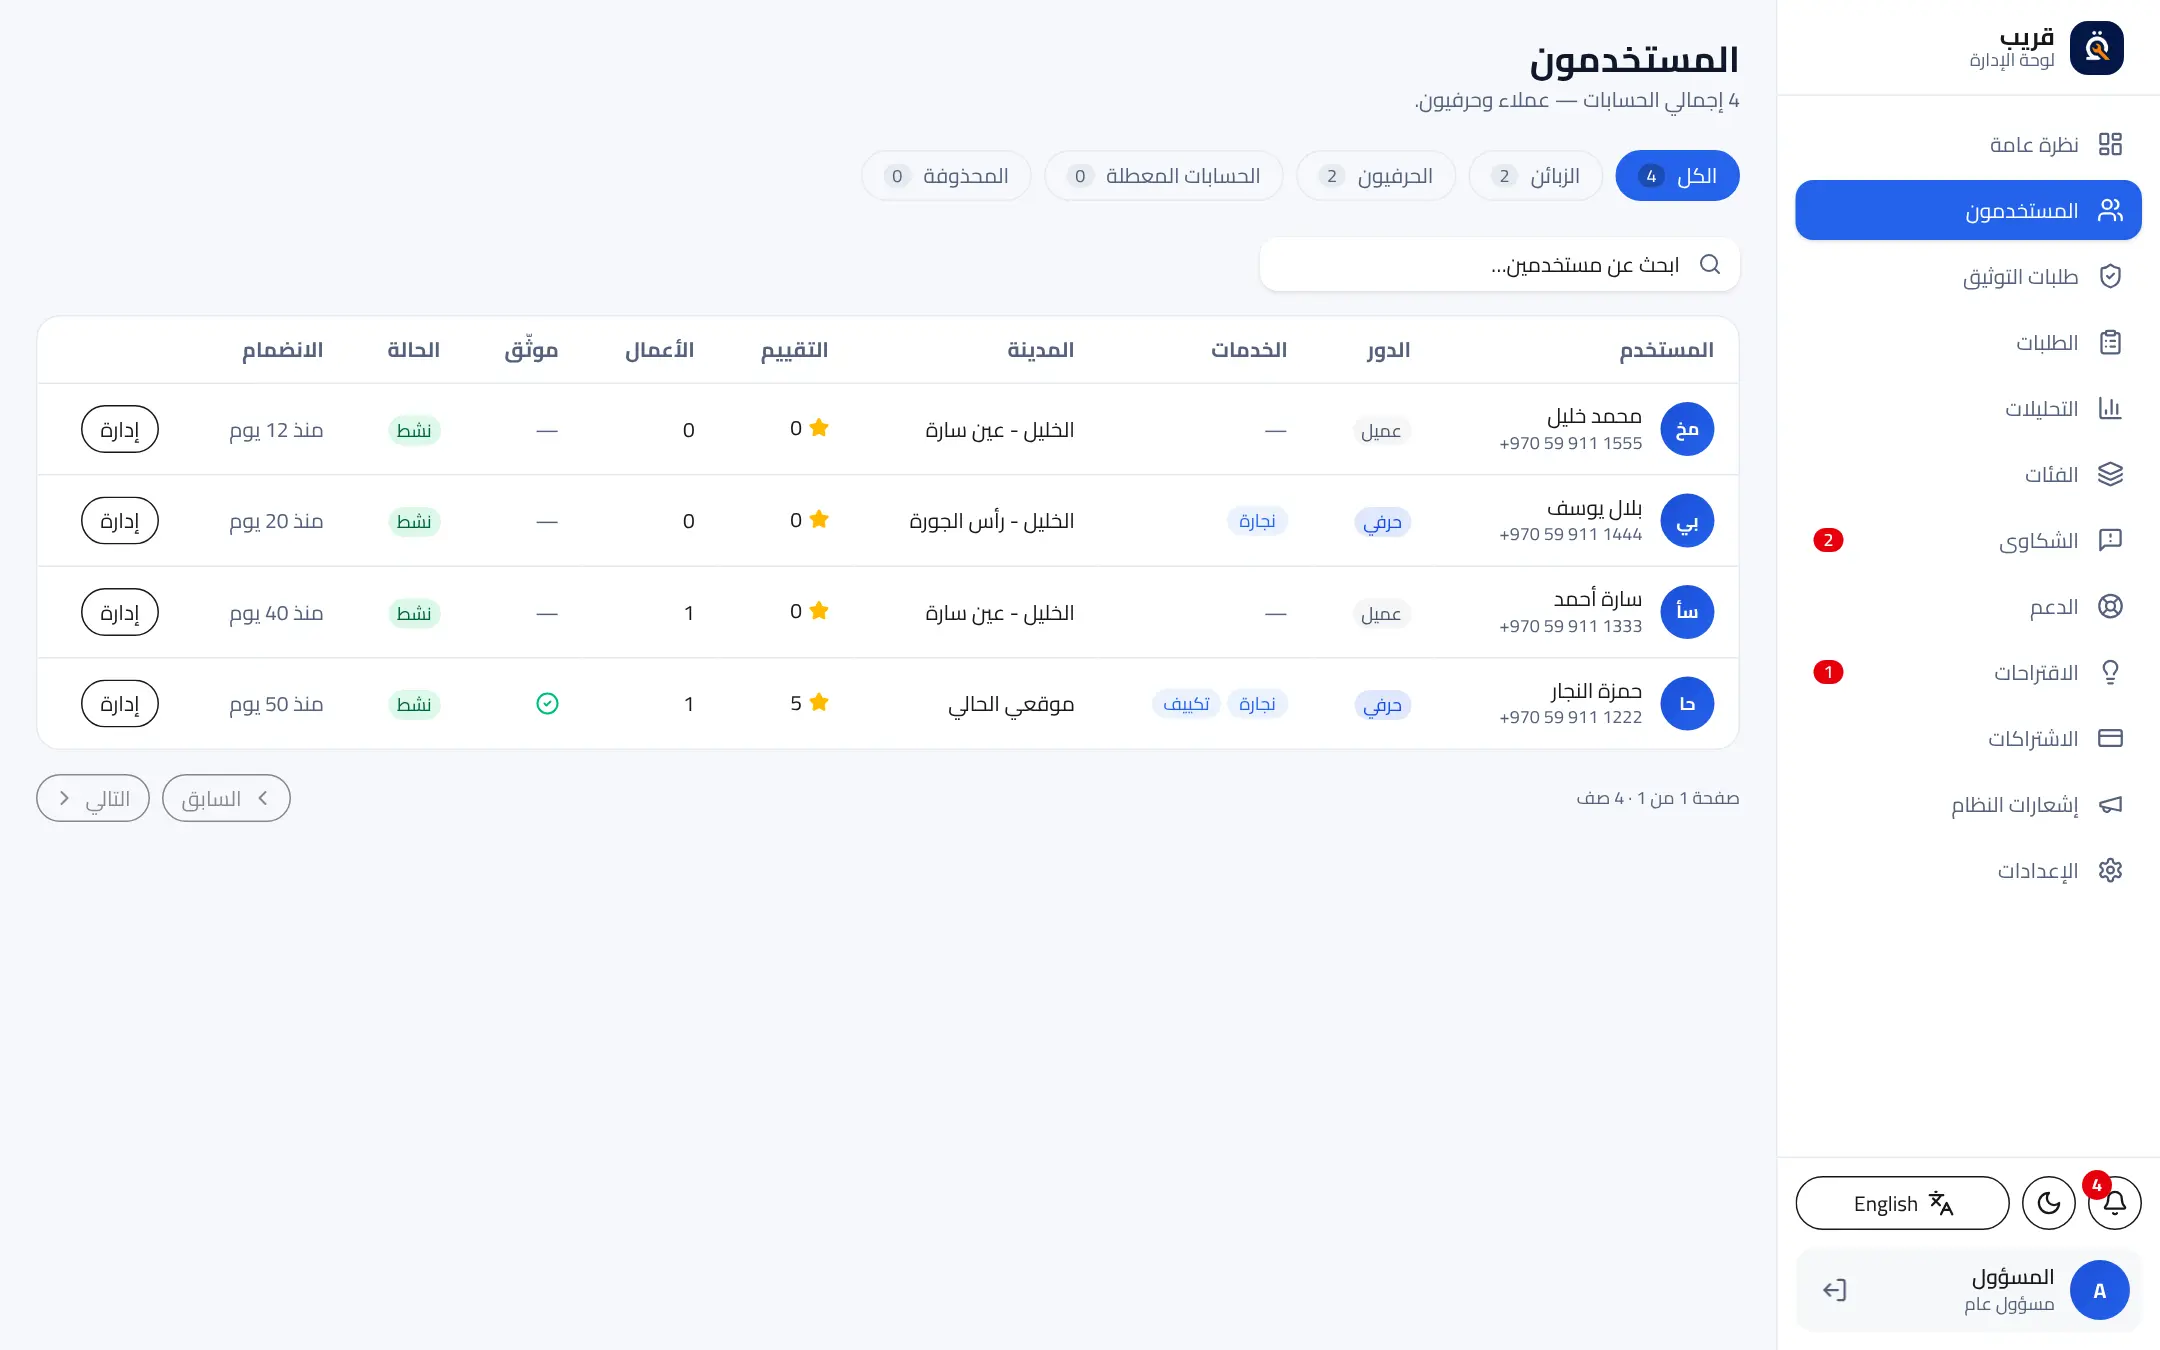 قريب
لوحة الإدارة
نظرة عامة
المستخدمون
طلبات التوثيق
الطلبات
التحليلات
الفئات
الشكاوى 2
الدعم
الاقتراحات 1
الاشتراكات
إشعارات النظام
الإعدادات
4
English
A
المسؤول
مسؤول عام
المستخدمون
4 إجمالي الحسابات — عملاء وحرفيون.
الكل 4 الزبائن 2 الحرفيون 2 الحسابات المعطلة 0 المحذوفة 0
ابحث عن مستخدمين...
المستخدم الدور الخدمات المدينة التقييم الأعمال موثّق الحالة الانضمام
مخ محمد خليل عميل — الخليل - عين سارة 0 0 — نشط منذ 12 يوم إدارة
+970 59 911 1555
بي بلال يوسف حرفي نجارة الخليل - رأس الجورة 0 0 — نشط منذ 20 يوم إدارة
+970 59 911 1444
سأ سارة أحمد عميل — الخليل - عين سارة 0 1 — نشط منذ 40 يوم إدارة
+970 59 911 1333
حا حمزة النجار حرفي نجارة تكييف موقعي الحالي 5 1 نشط منذ 50 يوم إدارة
+970 59 911 1222
صفحة 1 من 1 · 4 صف
السابق التالي